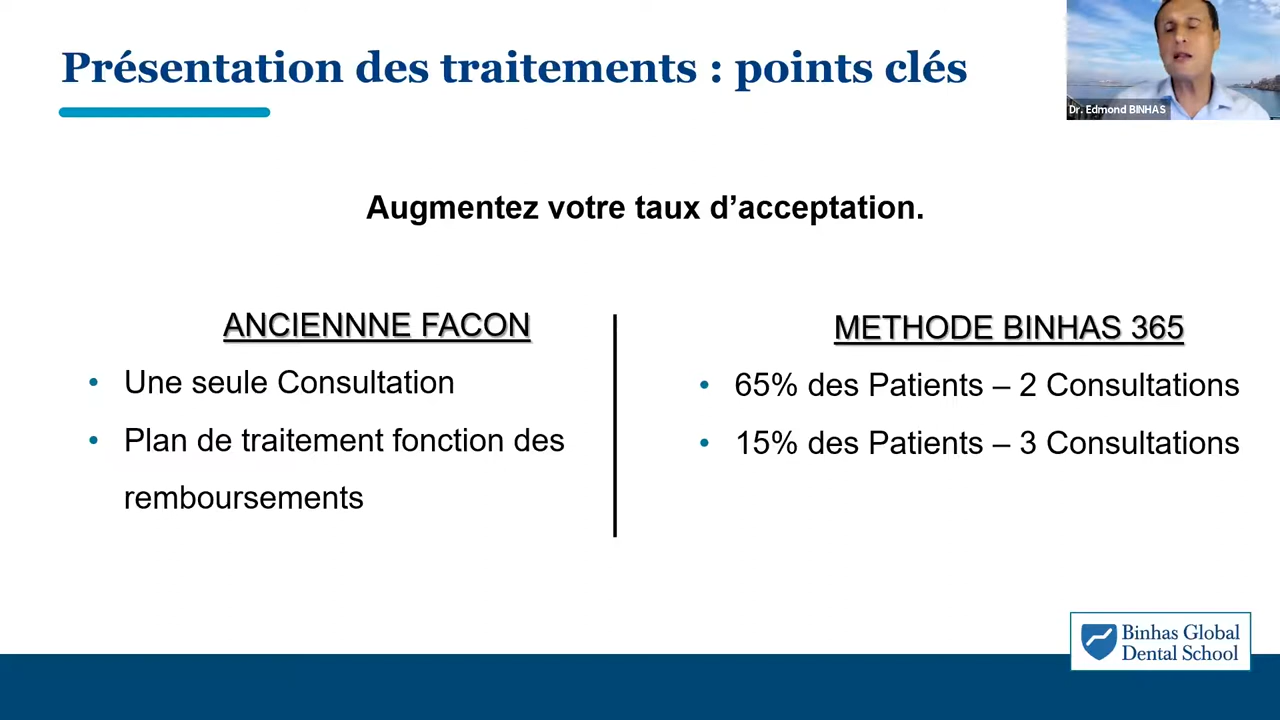 Présentation des traitements : points clés
Dr. Edmond BINHAS
Augmentez votre taux d’acceptation.
ANCIENNNE FACON
• Une seule Consultation
• Plan de traitement fonction des
remboursements
METHODE BINHAS 365
• 65% des Patients – 2 Consultations
• 15% des Patients – 3 Consultations
Binhas Global
Dental School